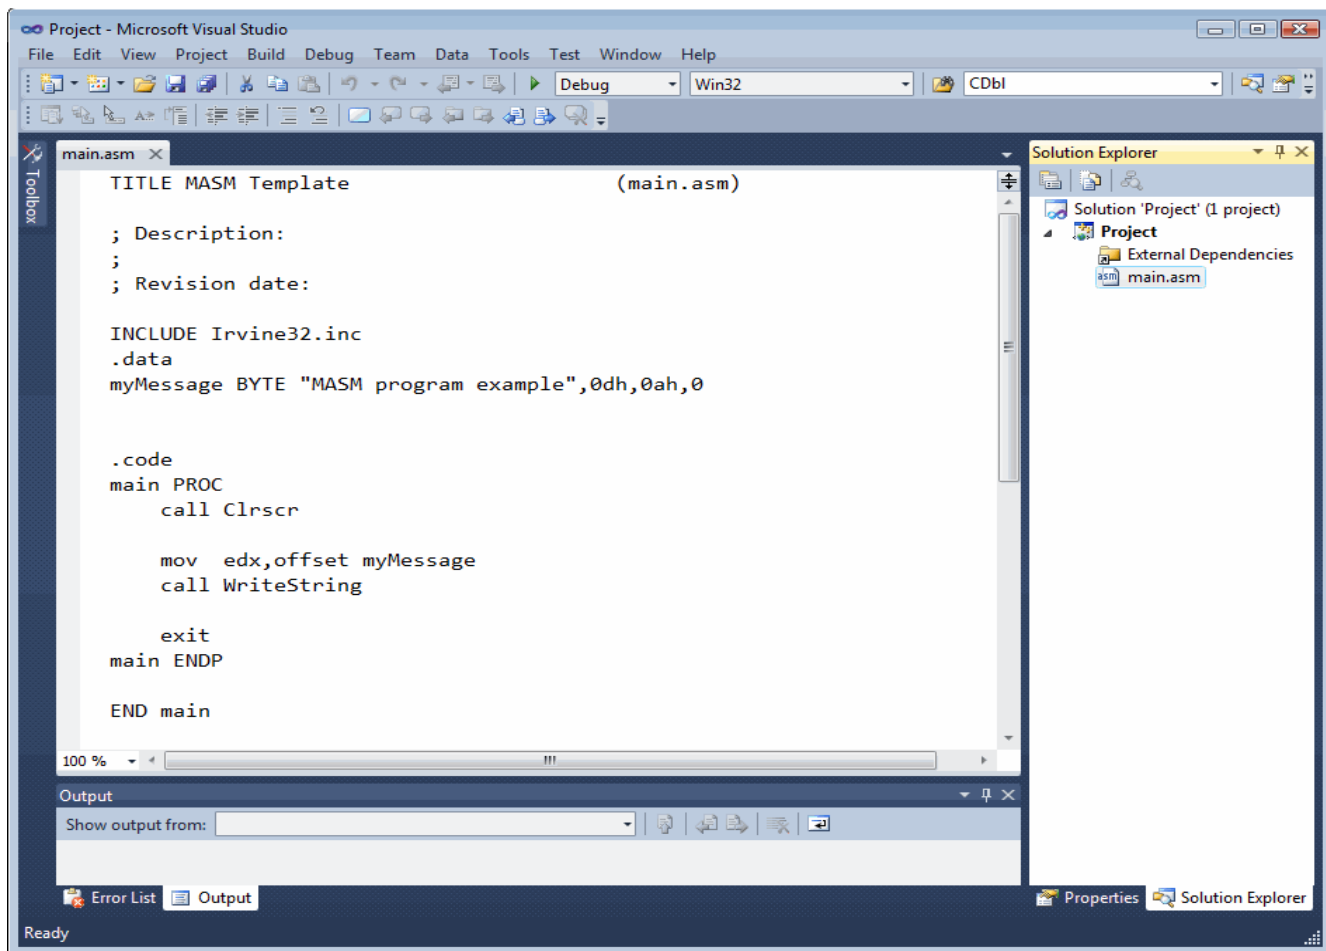 Project - Microsoft Visual Studio
File Edit View Project Build Debug Team Data Tools Test Window Help
Debug Win32 CDbl
Toolbox
main.asm
TITLE MASM Template (main.asm)
; Description:
;
; Revision date:
INCLUDE Irvine32.inc
.data
myMessage BYTE "MASM program example",0dh,0ah,0
.code
main PROC
call Clrscr
mov edx,offset myMessage
call WriteString
exit
main ENDP
END main
100 %
Output
Show output from:
Error List Output
Solution Explorer
Solution 'Project' (1 project)
Project
External Dependencies
asm main.asm
Properties Solution Explorer
Ready